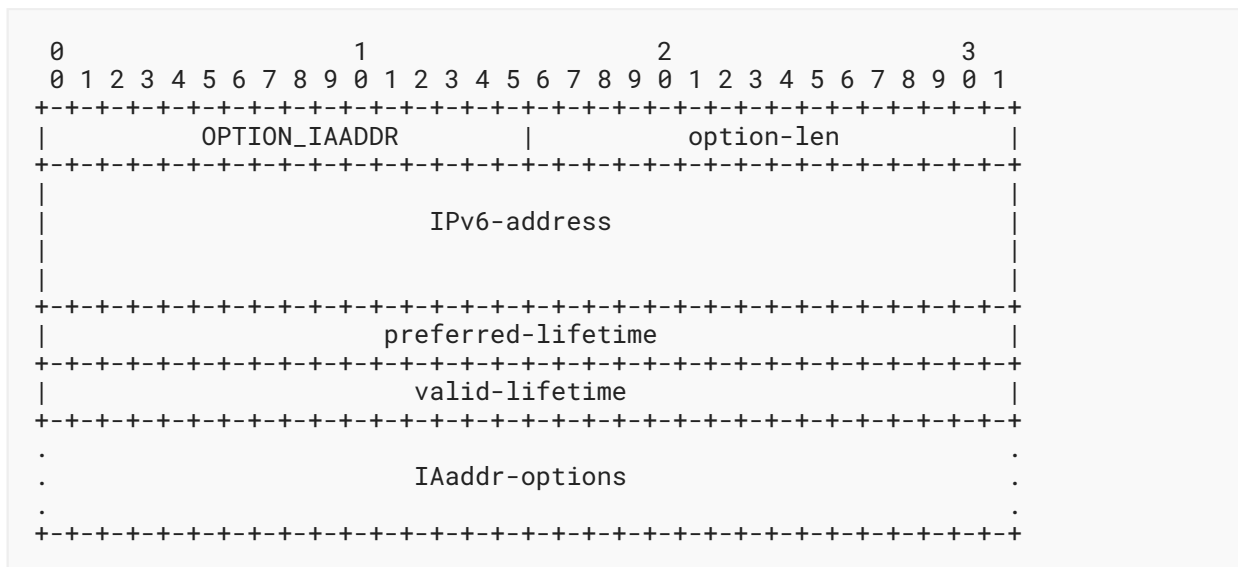 0                   1                   2                   3
 0 1 2 3 4 5 6 7 8 9 0 1 2 3 4 5 6 7 8 9 0 1 2 3 4 5 6 7 8 9 0 1
+-+-+-+-+-+-+-+-+-+-+-+-+-+-+-+-+-+-+-+-+-+-+-+-+-+-+-+-+-+-+-+-+
|          OPTION_IAADDR        |          option-len           |
+-+-+-+-+-+-+-+-+-+-+-+-+-+-+-+-+-+-+-+-+-+-+-+-+-+-+-+-+-+-+-+-+
|                                                               |
|                         IPv6-address                          |
|                                                               |
|                                                               |
+-+-+-+-+-+-+-+-+-+-+-+-+-+-+-+-+-+-+-+-+-+-+-+-+-+-+-+-+-+-+-+-+
|                      preferred-lifetime                       |
+-+-+-+-+-+-+-+-+-+-+-+-+-+-+-+-+-+-+-+-+-+-+-+-+-+-+-+-+-+-+-+-+
|                        valid-lifetime                         |
+-+-+-+-+-+-+-+-+-+-+-+-+-+-+-+-+-+-+-+-+-+-+-+-+-+-+-+-+-+-+-+-+
.                                                               .
.                        IAaddr-options                         .
.                                                               .
+-+-+-+-+-+-+-+-+-+-+-+-+-+-+-+-+-+-+-+-+-+-+-+-+-+-+-+-+-+-+-+-+